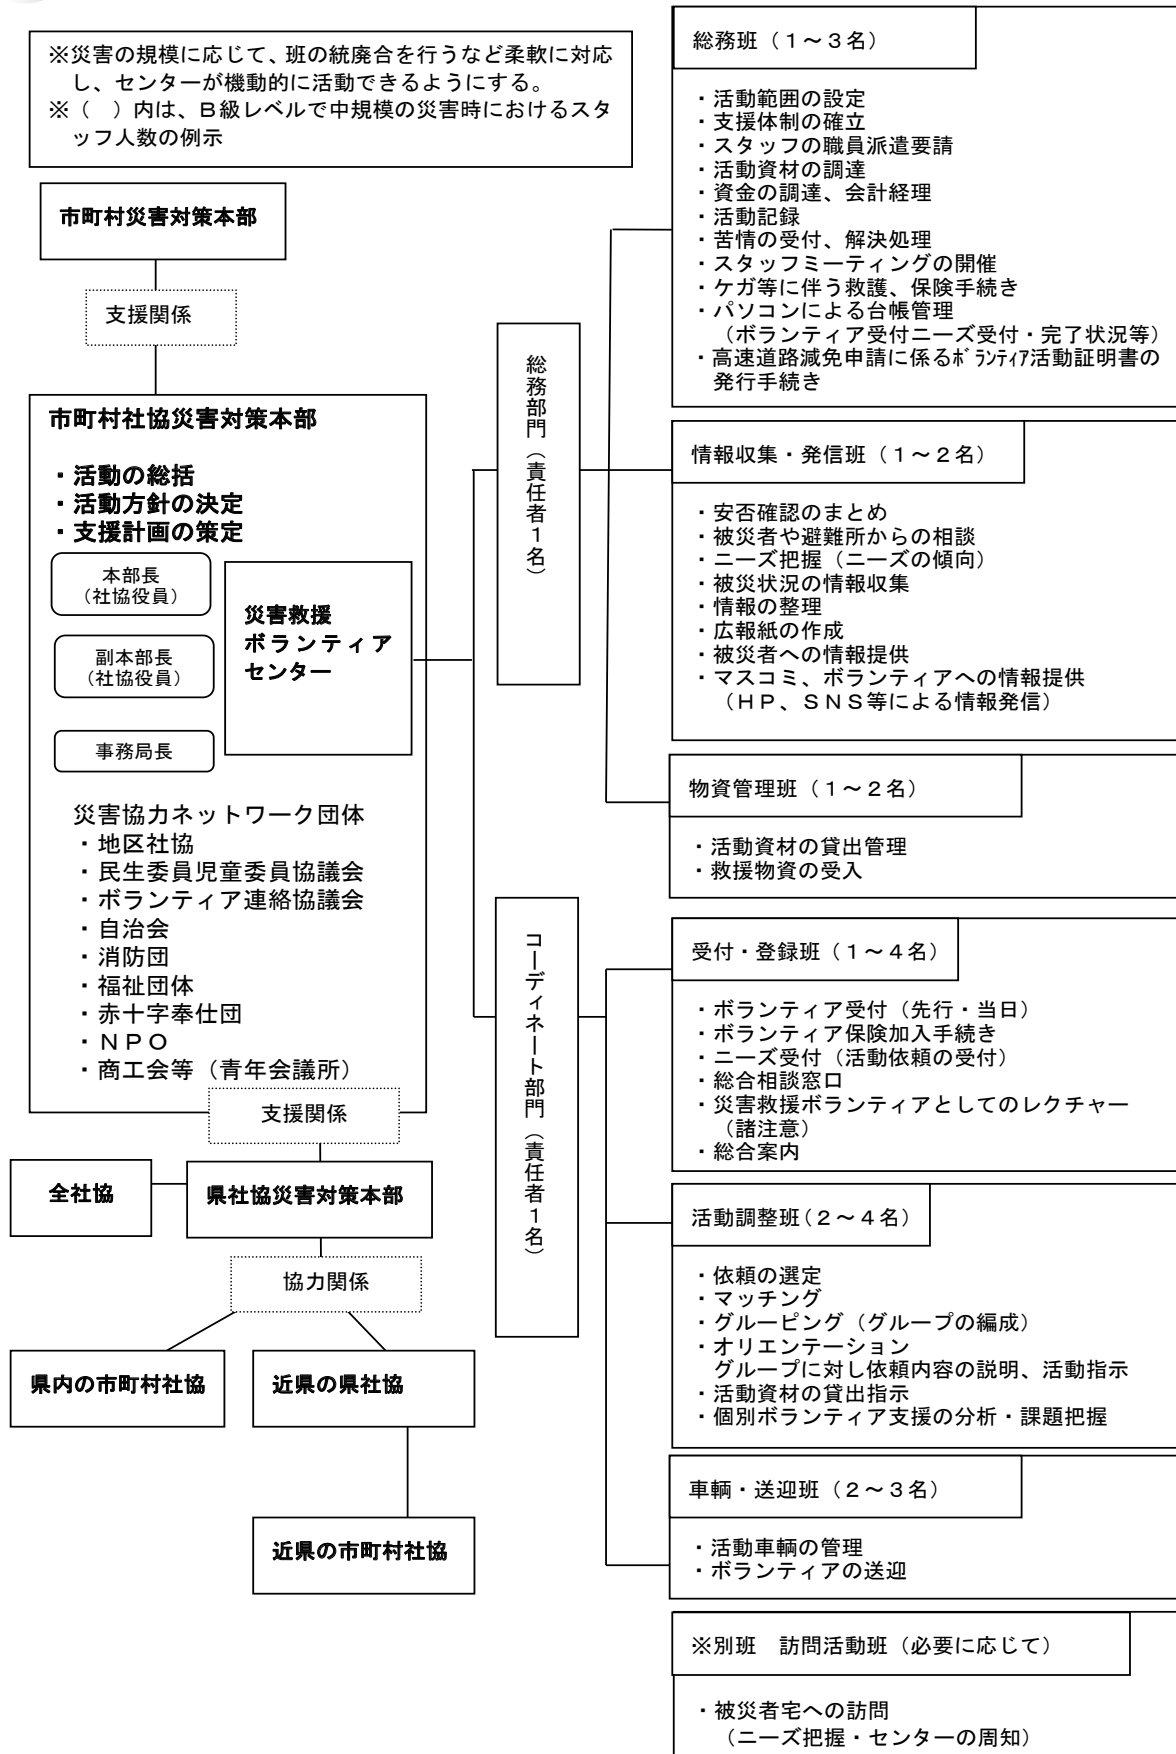 ※災害の規模に応じて、班の統廃合を行うなど柔軟に対応
し、センターが機動的に活動できるようにする。
※（　）内は、Ｂ級レベルで中規模の災害時におけるスタ
ッフ人数の例示
市町村災害対策本部
支援関係
市町村社協災害対策本部
・活動の総括
・活動方針の決定
・支援計画の策定
本部長
（社協役員）
副本部長
（社協役員）
事務局長
災害救援
ボランティア
センター
災害協力ネットワーク団体
・地区社協
・民生委員児童委員協議会
・ボランティア連絡協議会
・自治会
・消防団
・福祉団体
・赤十字奉仕団
・ＮＰＯ
・商工会等（青年会議所）
支援関係
全社協
県社協災害対策本部
協力関係
県内の市町村社協
近県の県社協
近県の市町村社協
総務部門（責任者１名）
コーディネート部門（責任者１名）
総務班（１～３名）
・活動範囲の設定
・支援体制の確立
・スタッフの職員派遣要請
・活動資材の調達
・資金の調達、会計経理
・活動記録
・苦情の受付、解決処理
・スタッフミーティングの開催
・ケガ等に伴う救護、保険手続き
・パソコンによる台帳管理
（ボランティア受付ニーズ受付・完了状況等）
・高速道路減免申請に係るﾎﾞﾗﾝﾃｨｱ活動証明書の
発行手続き
情報収集・発信班（１～２名）
・安否確認のまとめ
・被災者や避難所からの相談
・ニーズ把握（ニーズの傾向）
・被災状況の情報収集
・情報の整理
・広報紙の作成
・被災者への情報提供
・マスコミ、ボランティアへの情報提供
（ＨＰ、ＳＮＳ等による情報発信）
物資管理班（１～２名）
・活動資材の貸出管理
・救援物資の受入
受付・登録班（１～４名）
・ボランティア受付（先行・当日）
・ボランティア保険加入手続き
・ニーズ受付（活動依頼の受付）
・総合相談窓口
・災害救援ボランティアとしてのレクチャー
（諸注意）
・総合案内
活動調整班（２～４名）
・依頼の選定
・マッチング
・グルーピング（グループの編成）
・オリエンテーション
グループに対し依頼内容の説明、活動指示
・活動資材の貸出指示
・個別ボランティア支援の分析・課題把握
車輌・送迎班（２～３名）
・活動車輌の管理
・ボランティアの送迎
※別班　訪問活動班（必要に応じて）
・被災者宅への訪問
（ニーズ把握・センターの周知）